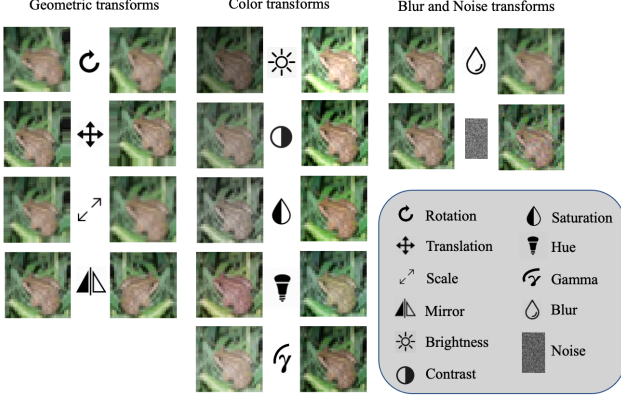 Geometric transforms
Color transforms
Blur and Noise transforms
γ
Rotation
Translation
Scale
Mirror
Brightness
Contrast
Saturation
Hue
γ Gamma
Blur
Noise